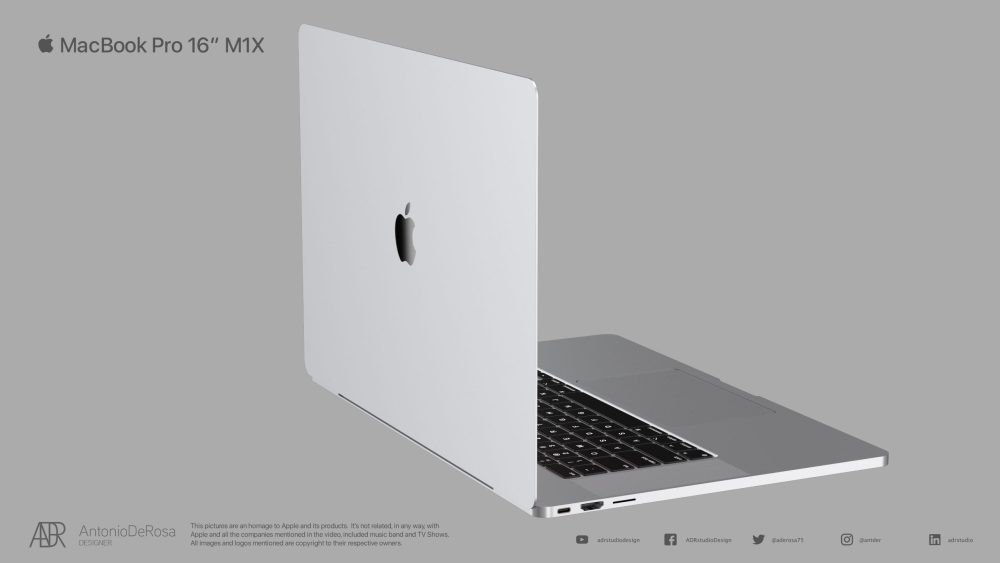 MacBook Pro 16” M1X
ADR
AntonioDeRosa
DESIGNER
This pictures are an homage to Apple and its products. It's not related, in any way, with
Apple and all the companies mentioned in the video, included music band and TV Shows.
All images and logos mentioned are copyright to their respective owners.
adrstudiodesign
ADRstudioDesign
@aderosa75
@antder
adrstudio